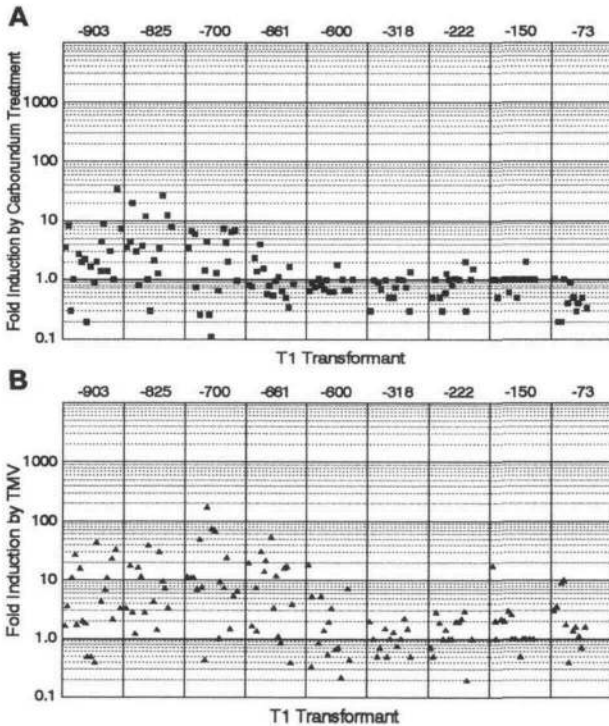 A
-903 -825 -700 -661 -600 -318 -222 -150 -73
Fold Induction by Carborundum Treatment
1000
100
10
1.0
0.1
T1 Transformant
B
-903 -825 -700 -661 -600 -318 -222 -150 -73
Fold Induction by TMV
1000
100
10
1.0
0.1
T1 Transformant